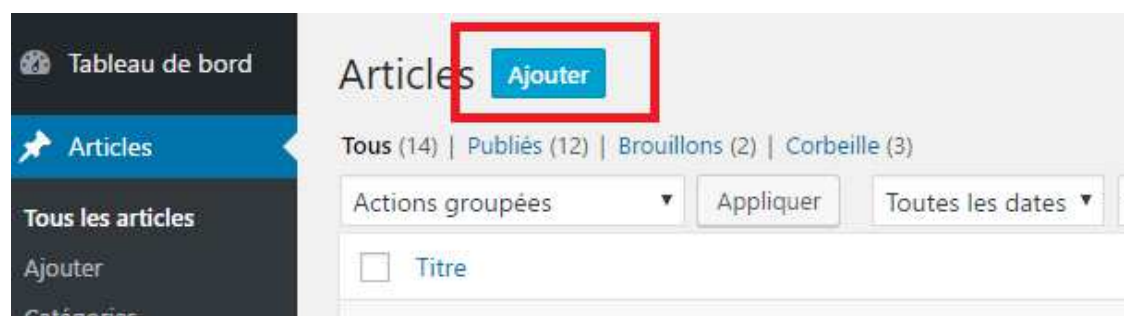 Tableau de bord
Articles
Tous les articles
Ajouter
Catégories
Articles Ajouter
Tous (14) | Publiés (12) | Brouillons (2) | Corbeille (3)
Actions groupées Appliquer Toutes les dates
Titre